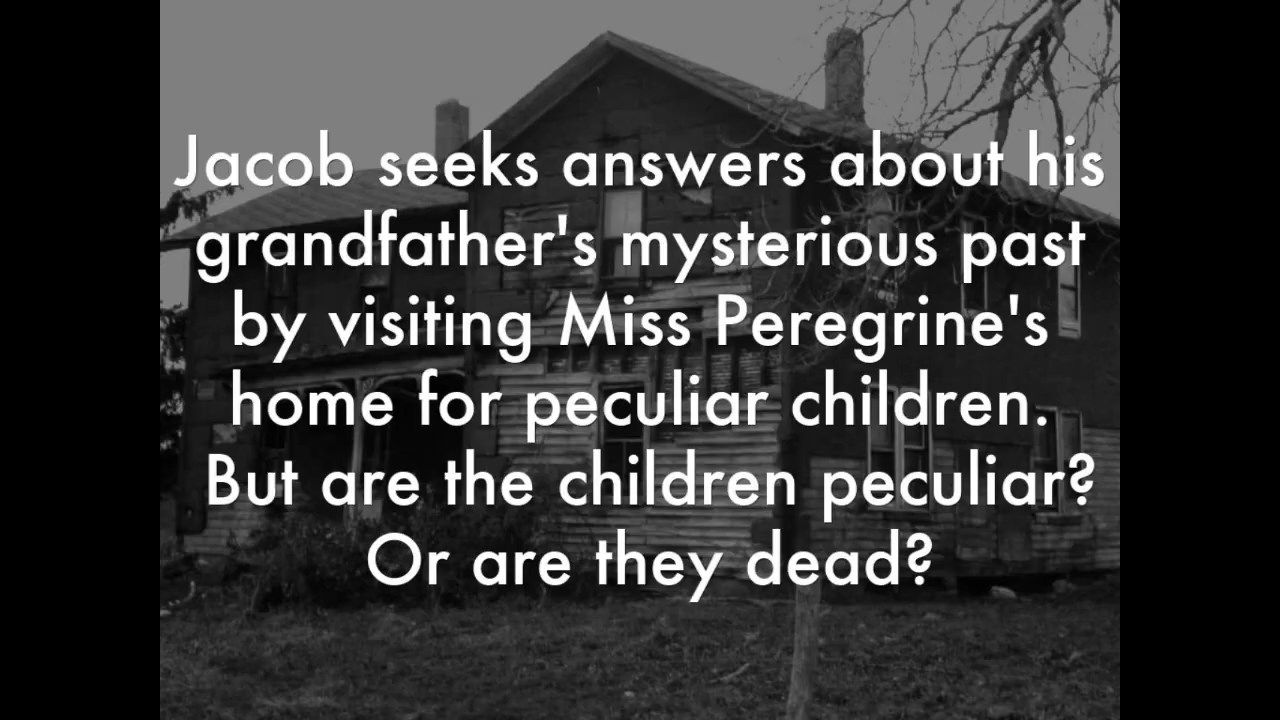 Jacob seeks answers about his
grandfather's mysterious past
by visiting Miss Peregrine's
home for peculiar children.
But are the children peculiar?
Or are they dead?